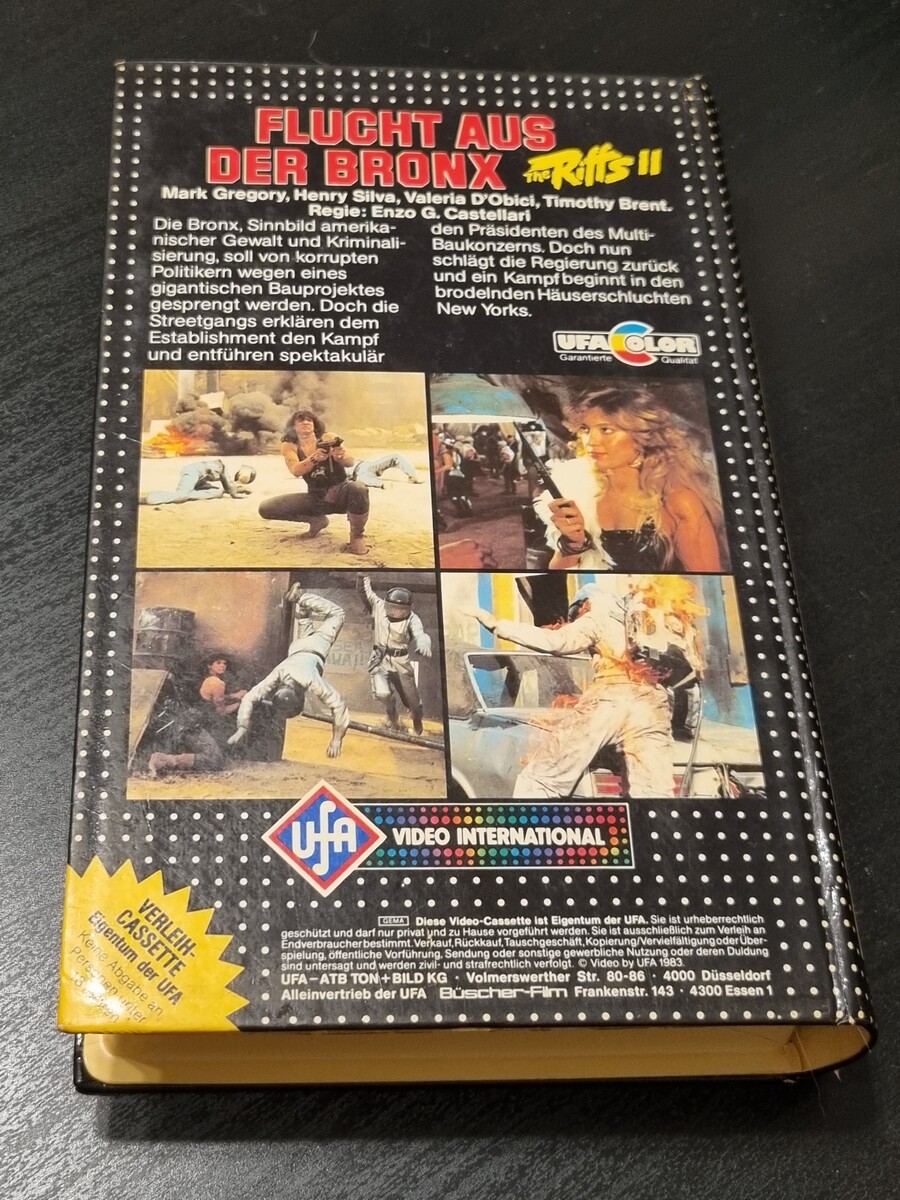 FLUCHT AUS
DER BRONX
THE Riffs II
Mark Gregory, Henry Silva, Valeria D'Obici, Timothy Brent.
Regie: Enzo G. Castellari
Die Bronx, Sinnbild amerika-
nischer Gewalt und Kriminali-
sierung, soll von korrupten
Politikern wegen eines
gigantischen Bauprojektes
gesprengt werden. Doch die
Streetgangs erklären dem
Establishment den Kampf
und entführen spektakulär
den Präsidenten des Multi-
Baukonzerns. Doch nun
schlägt die Regierung zurück
und ein Kampf beginnt in den
brodelnden Häuserschluchten
New Yorks.
UFA COLOR
Garantierte Qualität
UfA VIDEO INTERNATIONAL
VERLEIH-
CASSETTE
Eigentum der UFA
Keine Abgabe an
Personen unter
GEMA Diese Video-Cassette ist Eigentum der UFA. Sie ist urheberrechtlich
geschützt und darf nur privat und zu Hause vorgeführt werden. Sie ist ausschließlich zum Verleih an
Endverbraucher bestimmt. Verkauf, Rückkauf, Tauschgeschäft, Kopierung/Vervielfältigung oder Über-
spielung, öffentliche Vorführung, Sendung oder sonstige gewerbliche Nutzung oder deren Duldung
sind untersagt und werden zivil- und strafrechtlich verfolgt. © Video by UFA 1983.
UFA – ATB TON + BILD KG · Volmerswerther Str. 80-86 · 4000 Düsseldorf
Alleinvertrieb der UFA Büscher-Film Frankenstr. 143 · 4300 Essen 1